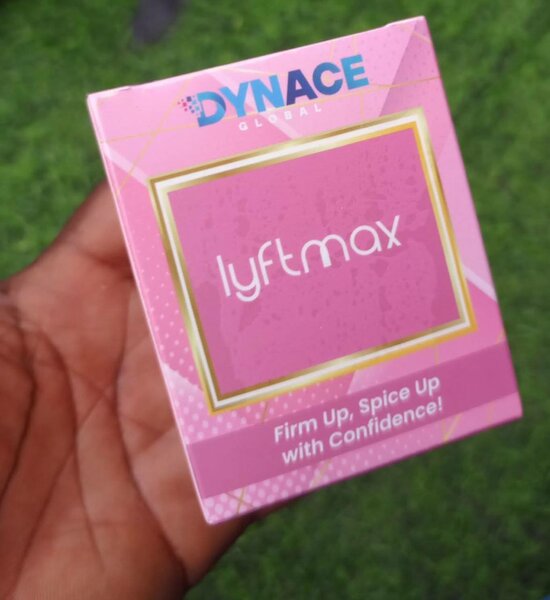 DYNACE
GLOBAL
lyftmax
Firm Up, Spice Up
with Confidence!